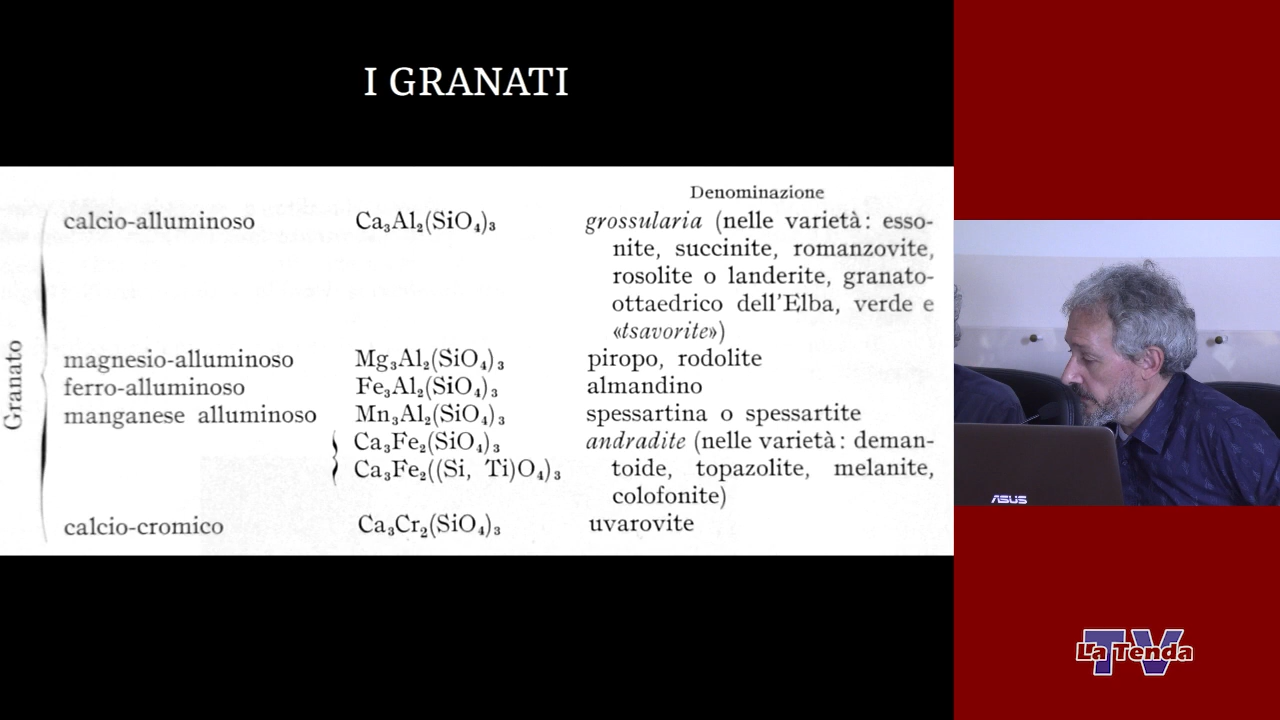 I GRANATI
Denominazione
Granato
calcio-alluminoso Ca₃Al₂(SiO₄)₃ grossularia (nelle varietà: esso-
nite, succinite, romanzovite,
rosolite o landerite, granato-
ottaedrico dell'Elba, verde e
«tsavorite»)
magnesio-alluminoso Mg₃Al₂(SiO₄)₃ piropo, rodolite
ferro-alluminoso Fe₃Al₂(SiO₄)₃ almandino
manganese alluminoso Mn₃Al₂(SiO₄)₃ spessartina o spessartite
Ca₃Fe₂(SiO₄)₃ andradite (nelle varietà: deman-
Ca₃Fe₂((Si, Ti)O₄)₃ toide, topazolite, melanite,
colofonite)
calcio-cromico Ca₃Cr₂(SiO₄)₃ uvarovite
ASUS
La Tenda
TV